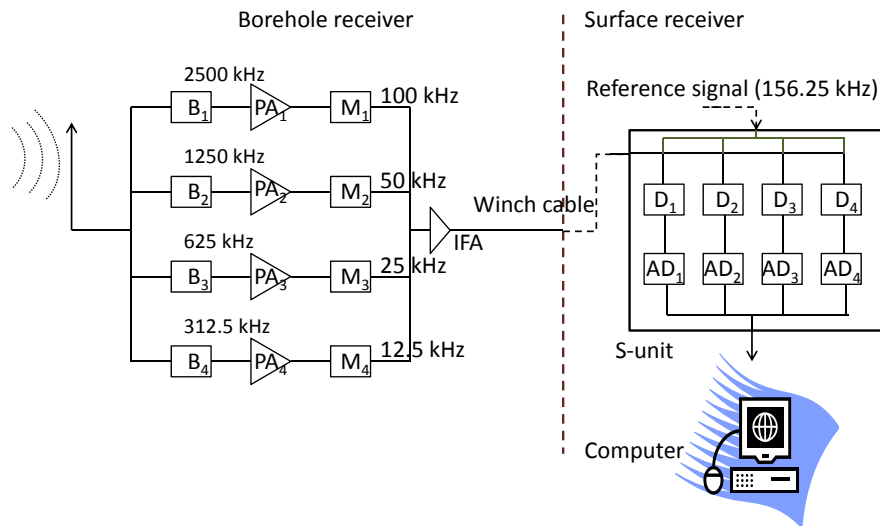 Borehole receiver
Surface receiver
2500 kHz
B₁
PA₁
M₁
100 kHz
1250 kHz
B₂
PA₂
M₂
50 kHz
625 kHz
B₃
PA₃
M₃
25 kHz
312.5 kHz
B₄
PA₄
M₄
12.5 kHz
IFA
Winch cable
Reference signal (156.25 kHz)
D₁ D₂ D₃ D₄
AD₁ AD₂ AD₃ AD₄
S-unit
Computer